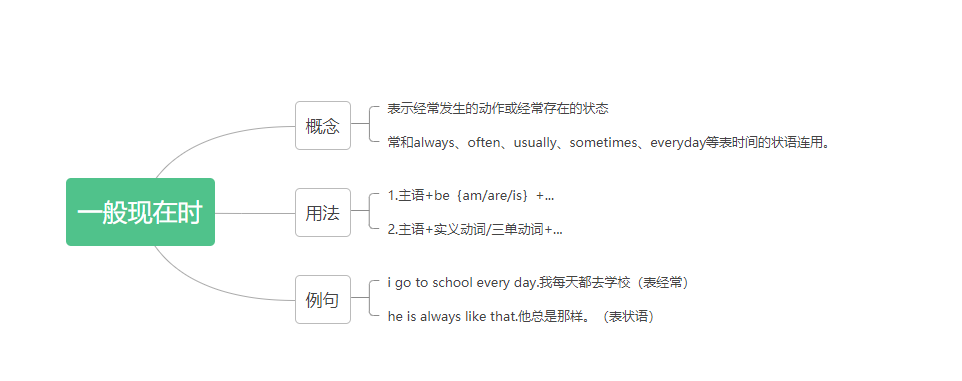 一般现在时
概念
表示经常发生的动作或经常存在的状态
常和always、often、usually、sometimes、everyday等表时间的状语连用。
用法
1.主语+be｛am/are/is｝+...
2.主语+实义动词/三单动词+...
例句
i go to school every day.我每天都去学校（表经常）
he is always like that.他总是那样。（表状语）